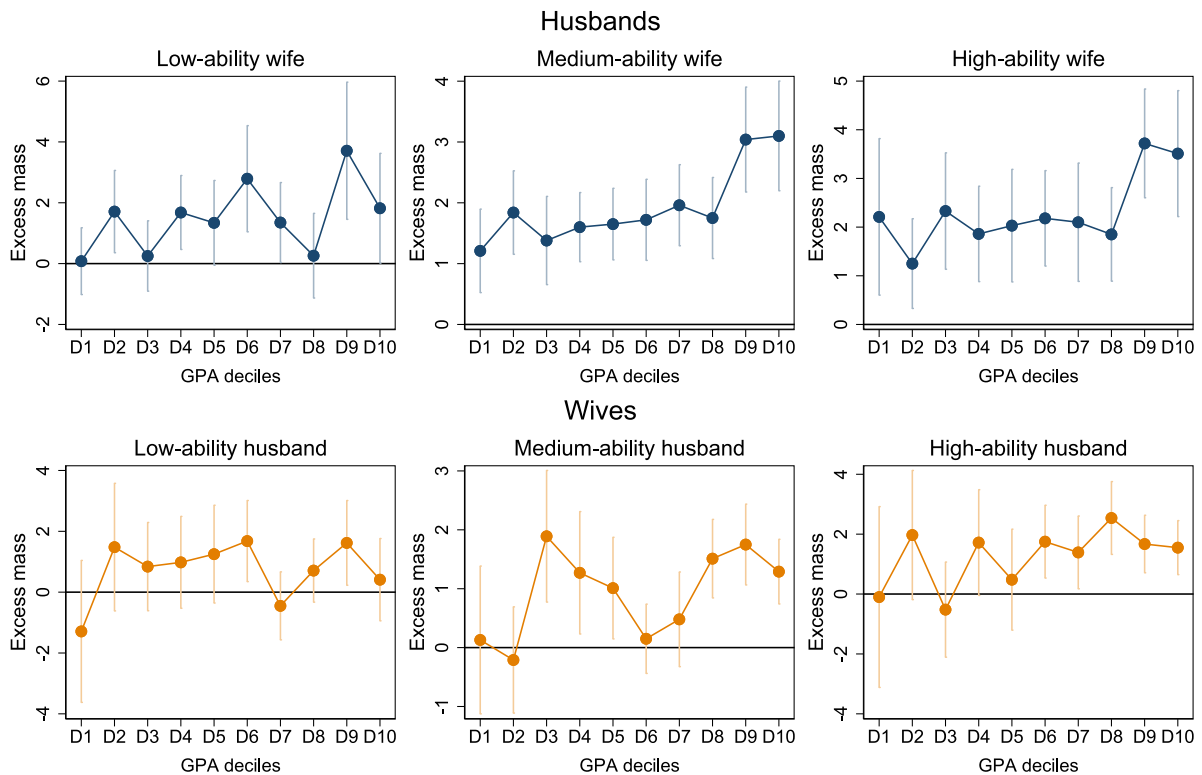 Husbands
Low-ability wife
Excess mass
6
4
2
0
-2
D1 D2 D3 D4 D5 D6 D7 D8 D9 D10
GPA deciles
Medium-ability wife
Excess mass
4
3
2
1
0
D1 D2 D3 D4 D5 D6 D7 D8 D9 D10
GPA deciles
High-ability wife
Excess mass
5
4
3
2
1
0
D1 D2 D3 D4 D5 D6 D7 D8 D9 D10
GPA deciles
Wives
Low-ability husband
Excess mass
4
2
0
-2
-4
D1 D2 D3 D4 D5 D6 D7 D8 D9 D10
GPA deciles
Medium-ability husband
Excess mass
3
2
1
0
-1
D1 D2 D3 D4 D5 D6 D7 D8 D9 D10
GPA deciles
High-ability husband
Excess mass
4
2
0
-2
-4
D1 D2 D3 D4 D5 D6 D7 D8 D9 D10
GPA deciles